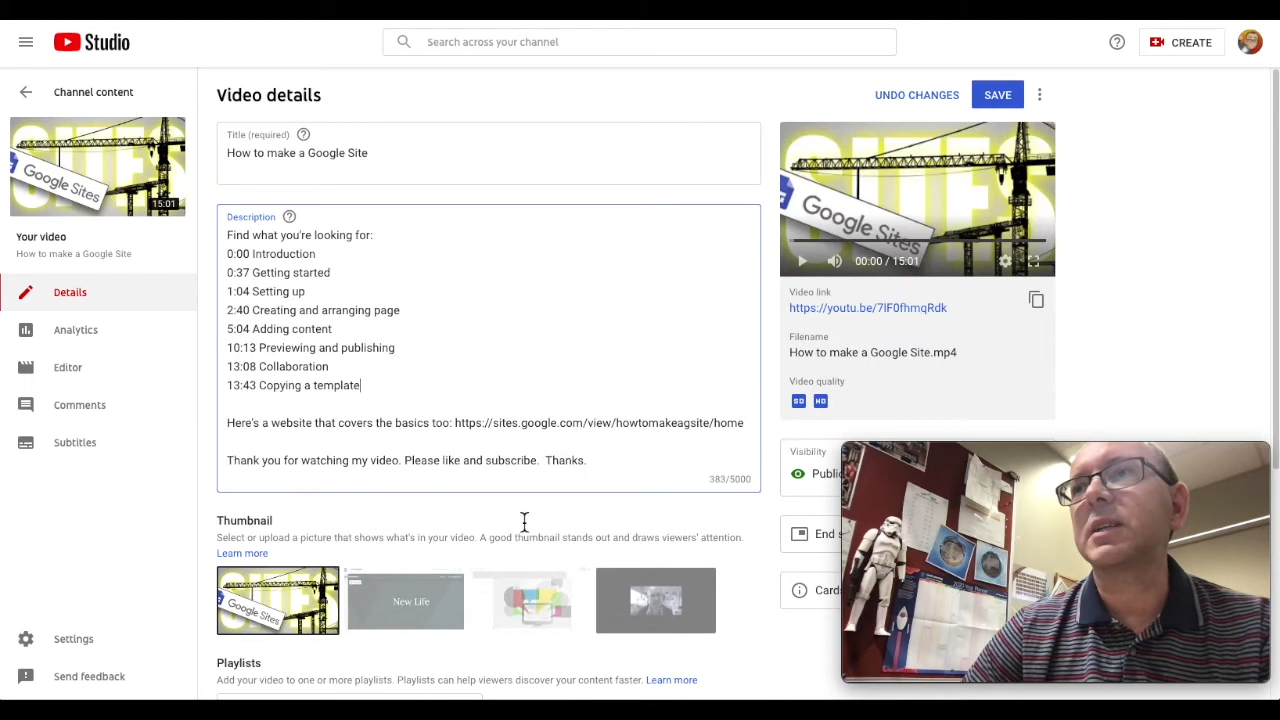 Studio
Search across your channel
CREATE
Channel content
SITES
Google Sites
15:01
Your video
How to make a Google Site
Details
Analytics
Editor
Comments
Subtitles
Settings
Send feedback
Video details
UNDO CHANGES
SAVE
Title (required)
How to make a Google Site
Description
Find what you're looking for:
0:00 Introduction
0:37 Getting started
1:04 Setting up
2:40 Creating and arranging page
5:04 Adding content
10:13 Previewing and publishing
13:08 Collaboration
13:43 Copying a template
Here's a website that covers the basics too: https://sites.google.com/view/howtomakeagsite/home
Thank you for watching my video. Please like and subscribe.  Thanks.
383/5000
Thumbnail
Select or upload a picture that shows what's in your video. A good thumbnail stands out and draws viewers' attention.
Learn more
Google Sites
New Life
Playlists
Add your video to one or more playlists. Playlists can help viewers discover your content faster. Learn more
Google Sites
00:00 / 15:01
Video link
https://youtu.be/7lF0fhmqRdk
Filename
How to make a Google Site.mp4
Video quality
SD
HD
Visibility
Publi
End s
Cards